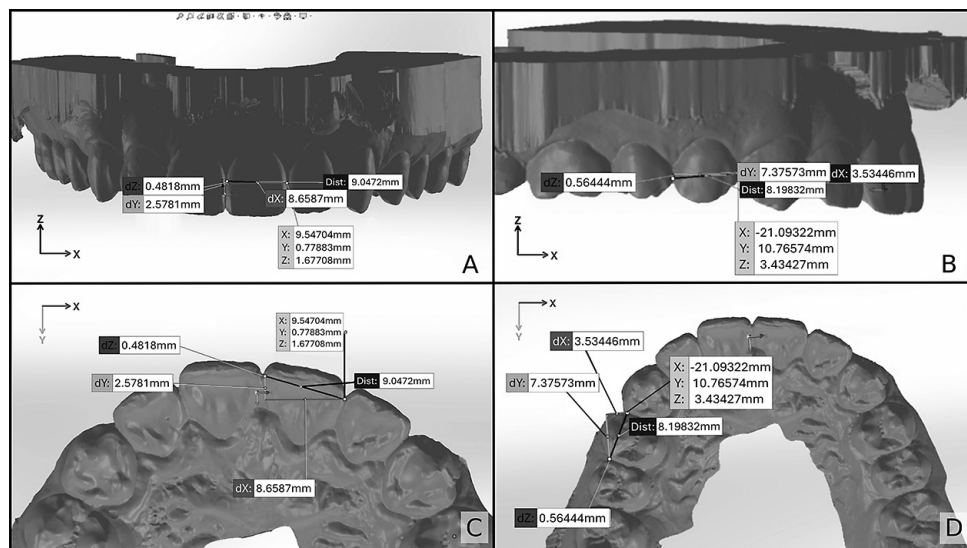 dZ: 0.4818mm
dY: 2.5781mm
Dist: 9.0472mm
dX: 8.6587mm
X: 9.54704mm
Y: 0.77883mm
Z: 1.67708mm
Z
X
A
dZ: 0.56444mm
dY: 7.37573mm
dX: 3.53446mm
Dist: 8.19832mm
X: -21.09322mm
Y: 10.76574mm
Z: 3.43427mm
Z
X
B
X
Y
X: 9.54704mm
Y: 0.77883mm
Z: 1.67708mm
dZ: 0.4818mm
dY: 2.5781mm
Dist: 9.0472mm
dX: 8.6587mm
C
X
Y
dX: 3.53446mm
dY: 7.37573mm
X: -21.09322mm
Y: 10.76574mm
Z: 3.43427mm
Dist: 8.19832mm
dZ: 0.56444mm
D